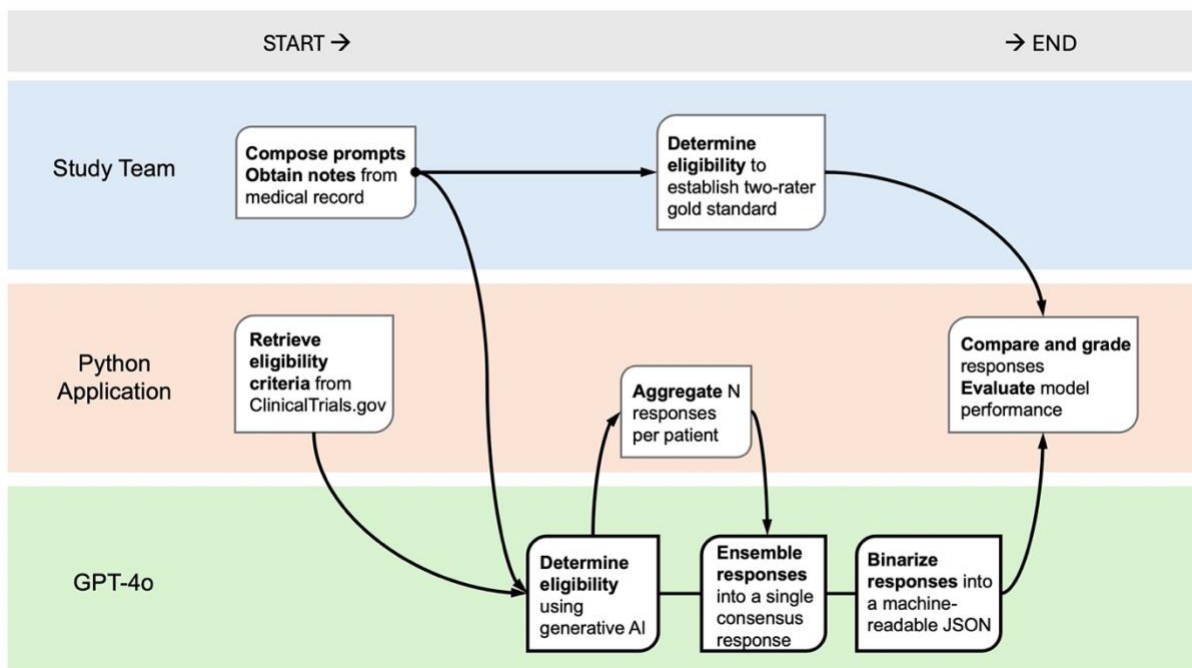 START →
→ END
Study Team
Compose prompts
Obtain notes from
medical record
Determine
eligibility to
establish two-rater
gold standard
Python
Application
Retrieve
eligibility
criteria from
ClinicalTrials.gov
Aggregate N
responses
per patient
Compare and grade
responses
Evaluate model
performance
GPT-4o
Determine
eligibility
using
generative AI
Ensemble
responses
into a single
consensus
response
Binarize
responses into
a machine-
readable JSON